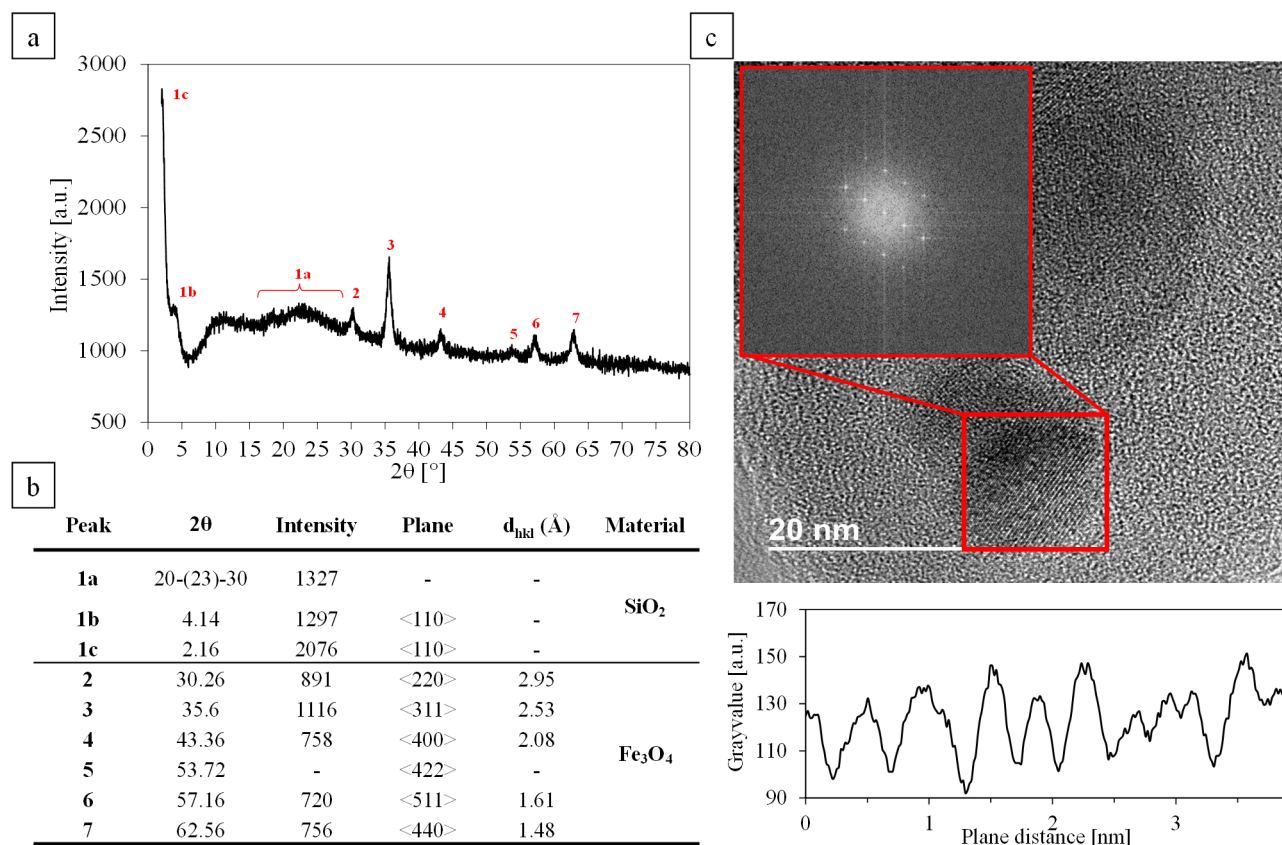 a
3000
2500
2000
1500
1000
500
Intensity [a.u.]
1c
1b
1a
2
3
4
5
6
7
0 5 10 15 20 25 30 35 40 45 50 55 60 65 70 75 80
2θ [°]
b
Peak 2θ Intensity Plane d_hkl (Å) Material
1a 20-(23)-30 1327 - -
SiO₂
1b 4.14 1297 <110> -
1c 2.16 2076 <110> -
2 30.26 891 <220> 2.95
3 35.6 1116 <311> 2.53
4 43.36 758 <400> 2.08
Fe₃O₄
5 53.72 - <422> -
6 57.16 720 <511> 1.61
7 62.56 756 <440> 1.48
c
20 nm
170
150
130
110
90
Grayvalue [a.u.]
0 1 2 3
Plane distance [nm]